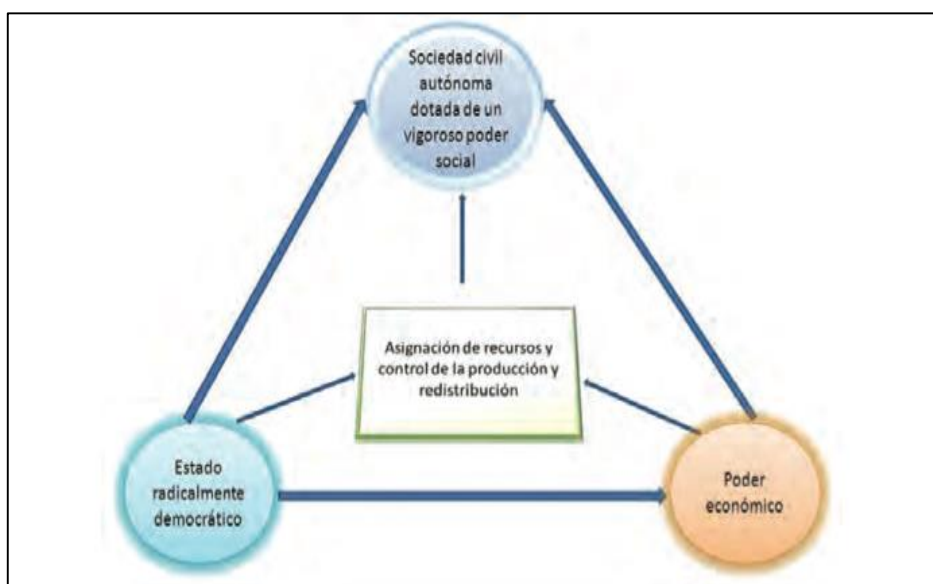 Sociedad civil
autónoma
dotada de un
vigoroso poder
social
Asignación de recursos y
control de la producción y
redistribución
Estado
radicalmente
democrático
Poder
económico